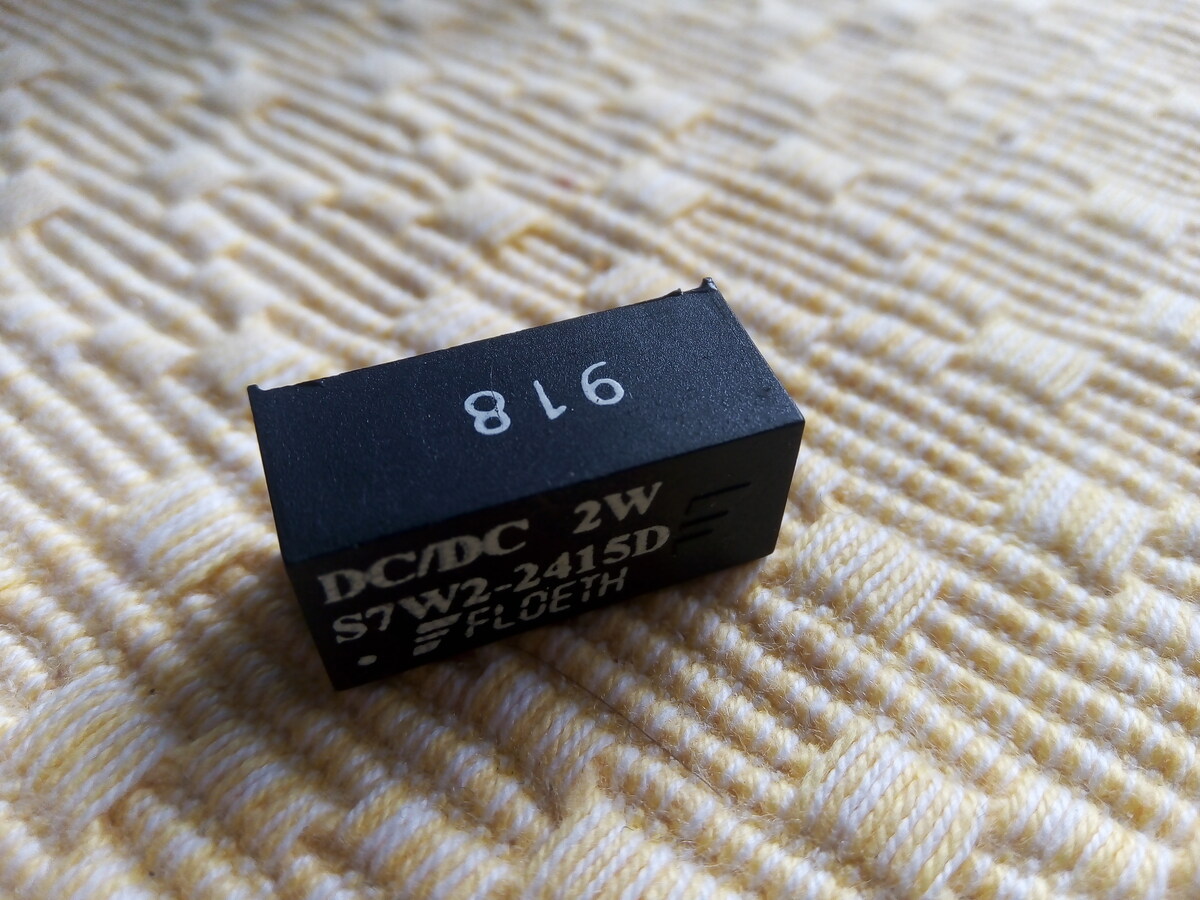 918
DC/DC 2W
S7W2-2415D
FLOETH